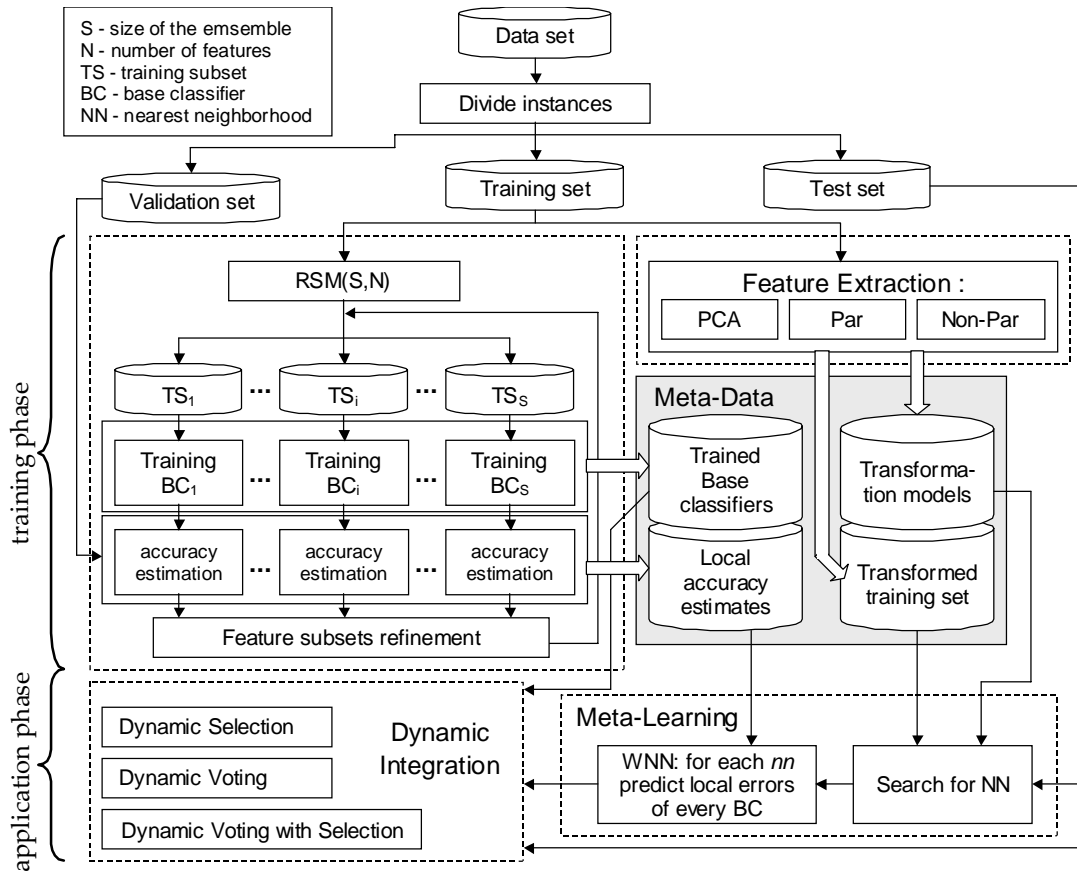 S - size of the emsemble
N - number of features
TS - training subset
BC - base classifier
NN - nearest neighborhood
Data set
Divide instances
Validation set
Training set
Test set
training phase
RSM(S,N)
Feature Extraction :
PCA
Par
Non-Par
TS1
...
TSi
...
TSS
Training
BC1
...
Training
BCi
...
Training
BCS
accuracy
estimation
...
accuracy
estimation
...
accuracy
estimation
Feature subsets refinement
Meta-Data
Trained
Base
classifiers
Transforma-
tion models
Local
accuracy
estimates
Transformed
training set
application phase
Dynamic Selection
Dynamic Voting
Dynamic Voting with Selection
Dynamic
Integration
Meta-Learning
WNN: for each nn
predict local errors
of every BC
Search for NN